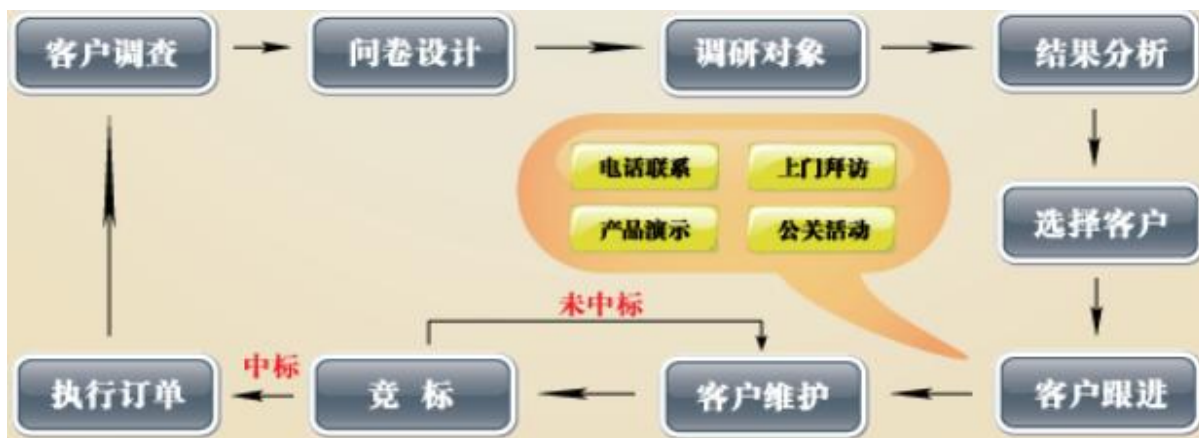 客户调查
问卷设计
调研对象
结果分析
电话联系
上门拜访
产品演示
公关活动
选择客户
未中标
中标
执行订单
竞 标
客户维护
客户跟进